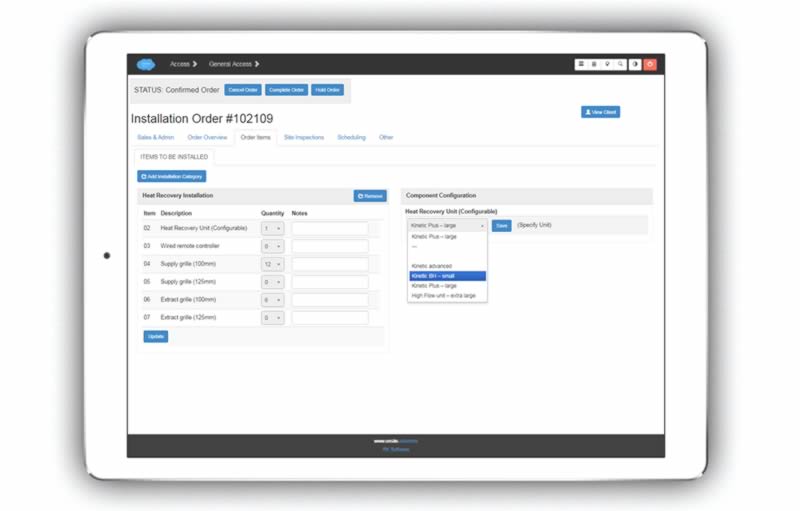 Access
General Access
STATUS: Confirmed Order
Cancel Order
Complete Order
Hold Order
Installation Order #102109
View Client
Sales & Admin
Order Overview
Order Items
Site Inspections
Scheduling
Other
ITEMS TO BE INSTALLED
Add Installation Category
Heat Recovery Installation
Remove
Item Description Quantity Notes
02 Heat Recovery Unit (Configurable) 1
03 Wired remote controller 0
04 Supply grille (100mm) 12
05 Supply grille (125mm) 0
06 Extract grille (100mm) 6
07 Extract grille (125mm) 0
Update
Component Configuration
Heat Recovery Unit (Configurable)
Kinetic Plus – large
Save
(Specify Unit)
Kinetic Plus – large
---
Kinetic advanced
Kinetic BH – small
Kinetic Plus – large
High Flow unit – extra large